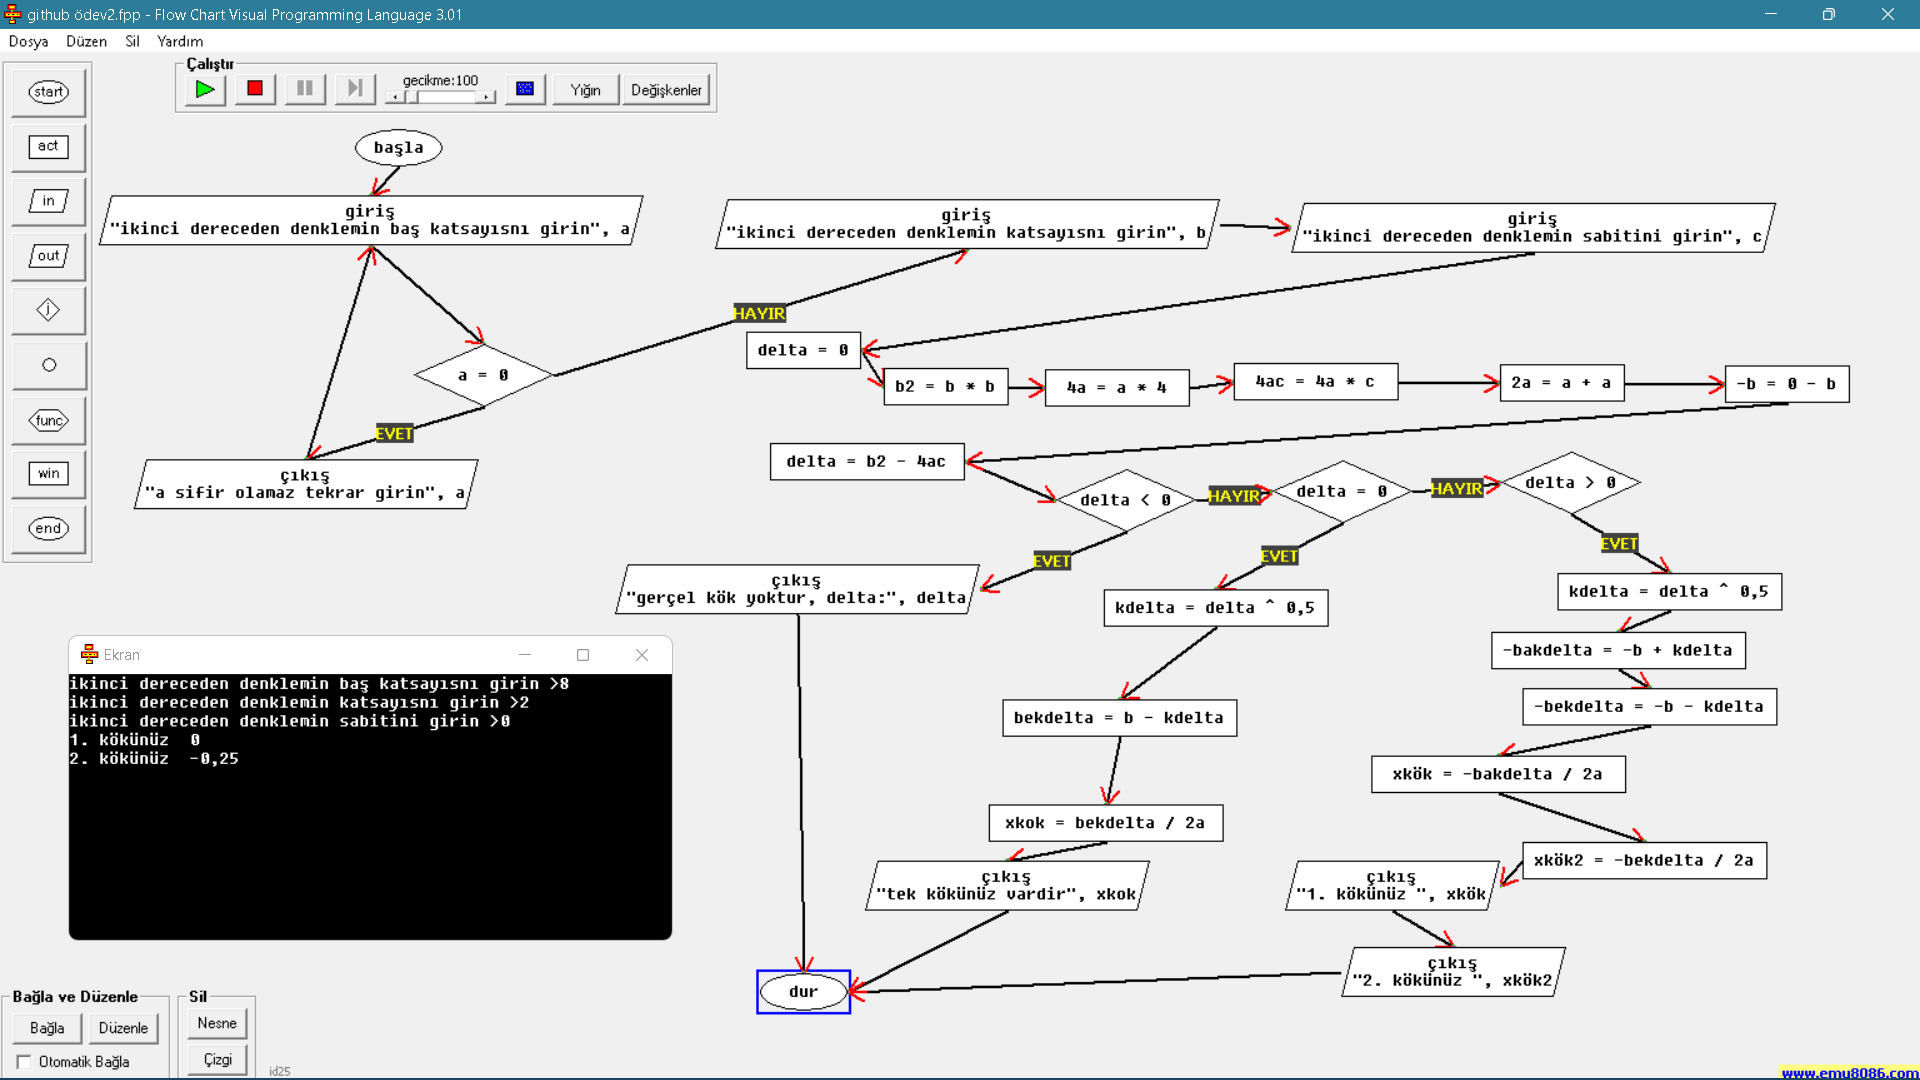 github ödev2.fpp - Flow Chart Visual Programming Language 3.01
Dosya Düzen Sil Yardım
Çalıştır
gecikme:100
Yığın
Değişkenler
start
act
in
out
j
func
win
end
başla
giriş
"ikinci dereceden denklemin baş katsayısnı girin", a
giriş
"ikinci dereceden denklemin katsayısnı girin", b
giriş
"ikinci dereceden denklemin sabitini girin", c
HAYIR
a = 0
EVET
çıkış
"a sifir olamaz tekrar girin", a
delta = 0
b2 = b * b
4a = a * 4
4ac = 4a * c
2a = a + a
-b = 0 - b
delta = b2 - 4ac
delta < 0
HAYIR
delta = 0
HAYIR
delta > 0
EVET
EVET
EVET
çıkış
"gerçel kök yoktur, delta:", delta
kdelta = delta ^ 0,5
kdelta = delta ^ 0,5
-bakdelta = -b + kdelta
bekdelta = b - kdelta
-bekdelta = -b - kdelta
xkök = -bakdelta / 2a
xkok = bekdelta / 2a
xkök2 = -bekdelta / 2a
çıkış
"tek kökünüz vardir", xkok
çıkış
"1. kökünüz ", xkök
çıkış
"2. kökünüz ", xkök2
dur
Ekran
ikinci dereceden denklemin baş katsayısnı girin >8
ikinci dereceden denklemin katsayısnı girin >2
ikinci dereceden denklemin sabitini girin >0
1. kökünüz  0
2. kökünüz  -0,25
Bağla ve Düzenle
Bağla
Düzenle
Otomatik Bağla
Sil
Nesne
Çizgi
id25
www.emu8086.com